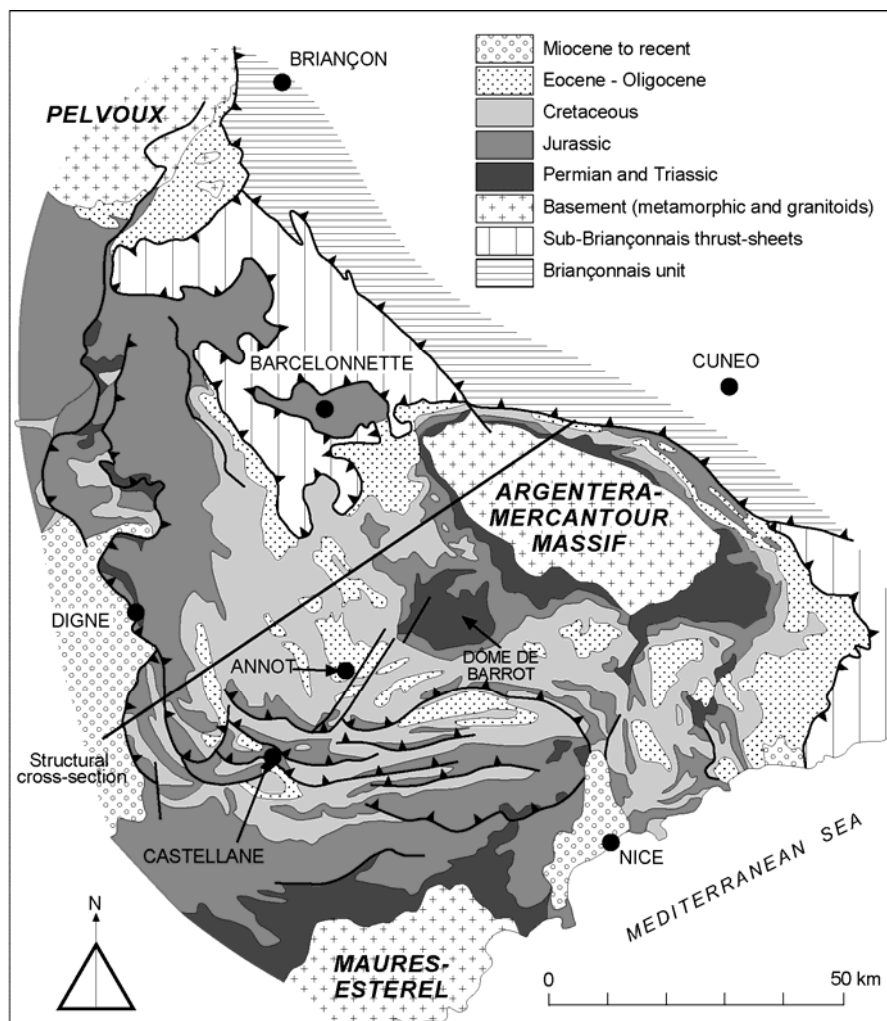 BRIANÇON
PELVOUX
Miocene to recent
Eocene - Oligocene
Cretaceous
Jurassic
Permian and Triassic
Basement (metamorphic and granitoids)
Sub-Briançonnais thrust-sheets
Briançonnais unit
BARCELONNETTE
CUNEO
ARGENTERA-
MERCANTOUR
MASSIF
DIGNE
ANNOT
DÔME DE
BARROT
Structural
cross-section
CASTELLANE
NICE
MEDITERRANEAN SEA
N
MAURES-
ESTEREL
0 50 km